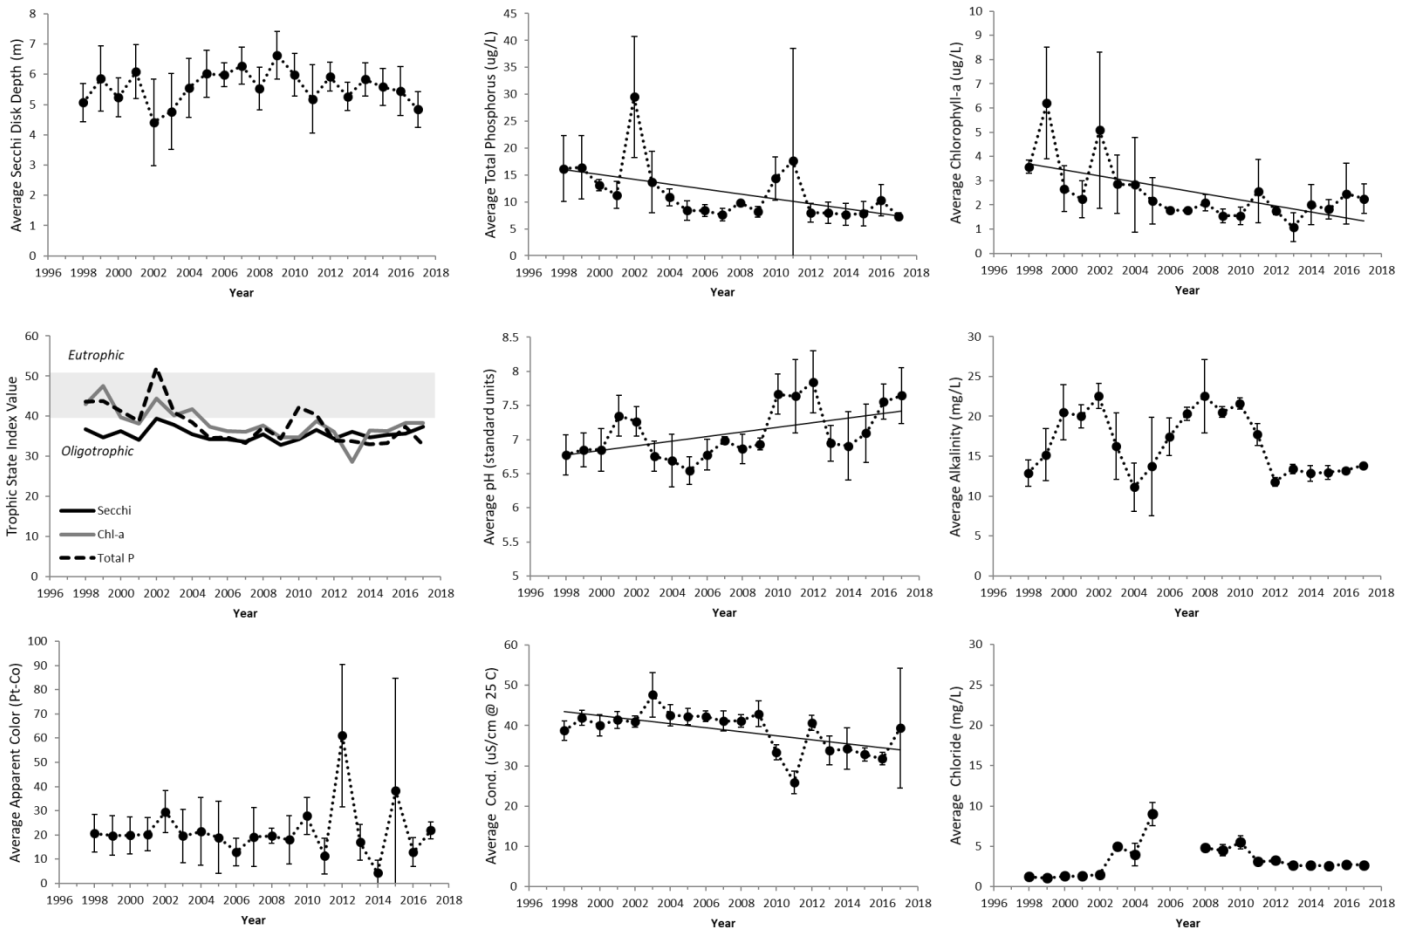 Average Secchi Disk Depth (m)
8
7
6
5
4
3
2
1
0
1996 1998 2000 2002 2004 2006 2008 2010 2012 2014 2016 2018
Year
Average Total Phosphorus (ug/L)
45
40
35
30
25
20
15
10
5
0
1996 1998 2000 2002 2004 2006 2008 2010 2012 2014 2016 2018
Year
Average Chlorophyll-a (ug/L)
10
9
8
7
6
5
4
3
2
1
0
1996 1998 2000 2002 2004 2006 2008 2010 2012 2014 2016 2018
Year
Trophic State Index Value
60
50
40
30
20
10
0
Eutrophic
Oligotrophic
Secchi
Chl-a
Total P
1996 1998 2000 2002 2004 2006 2008 2010 2012 2014 2016 2018
Year
Average pH (standard units)
8.5
8
7.5
7
6.5
6
5.5
5
1996 1998 2000 2002 2004 2006 2008 2010 2012 2014 2016 2018
Year
Average Alkalinity (mg/L)
30
25
20
15
10
5
0
1996 1998 2000 2002 2004 2006 2008 2010 2012 2014 2016 2018
Year
Average Apparent Color (Pt-Co)
100
90
80
70
60
50
40
30
20
10
0
1996 1998 2000 2002 2004 2006 2008 2010 2012 2014 2016 2018
Year
Average Cond. (uS/cm @ 25 C)
60
50
40
30
20
10
0
1996 1998 2000 2002 2004 2006 2008 2010 2012 2014 2016 2018
Year
Average Chloride (mg/L)
30
25
20
15
10
5
0
1996 1998 2000 2002 2004 2006 2008 2010 2012 2014 2016 2018
Year